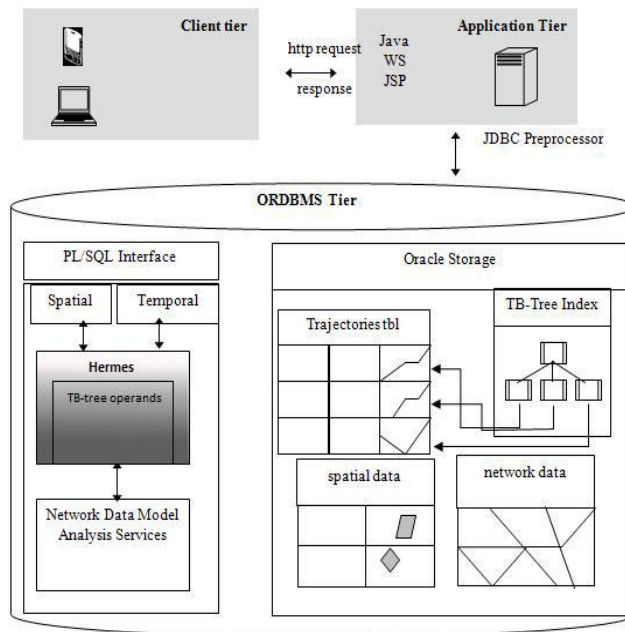 Client tier
http request
response
Application Tier
Java
WS
JSP
JDBC Preprocessor
ORDBMS Tier
PL/SQL Interface
Spatial
Temporal
Hermes
TB-tree operands
Network Data Model
Analysis Services
Oracle Storage
Trajectories tbl
TB-Tree Index
spatial data
network data